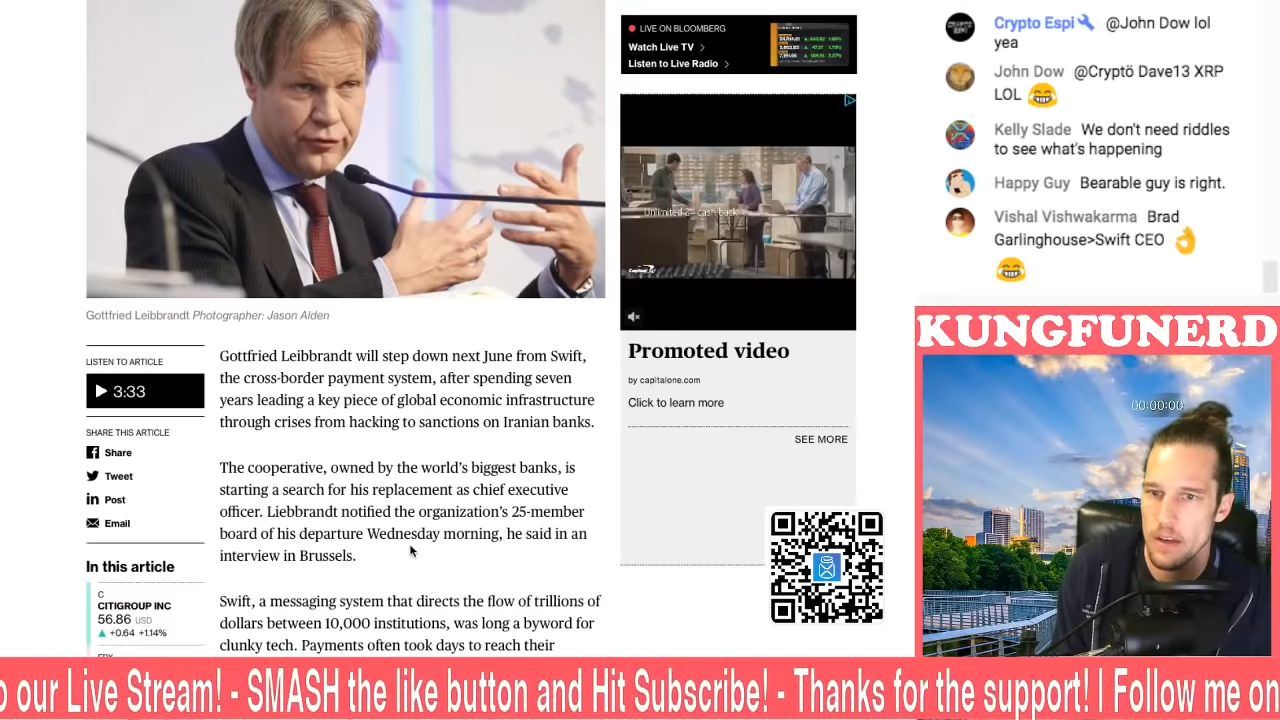 Gottfried Leibbrandt Photographer: Jason Alden
LISTEN TO ARTICLE
3:33
SHARE THIS ARTICLE
Share
Tweet
Post
Email
In this article
C
CITIGROUP INC
56.86 USD
+0.64 +1.14%
Gottfried Leibbrandt will step down next June from Swift,
the cross-border payment system, after spending seven
years leading a key piece of global economic infrastructure
through crises from hacking to sanctions on Iranian banks.
The cooperative, owned by the world's biggest banks, is
starting a search for his replacement as chief executive
officer. Liebbrandt notified the organization's 25-member
board of his departure Wednesday morning, he said in an
interview in Brussels.
Swift, a messaging system that directs the flow of trillions of
dollars between 10,000 institutions, was long a byword for
clunky tech. Payments often took days to reach their
LIVE ON BLOOMBERG
Watch Live TV
Listen to Live Radio
Unlimited 2% cash back
Promoted video
by capitalone.com
Click to learn more
SEE MORE
Crypto Espi @John Dow lol
yea
John Dow @Cryptö Dave13 XRP
LOL 😂
Kelly Slade We don't need riddles
to see what's happening
Happy Guy Bearable guy is right.
Vishal Vishwakarma Brad
Garlinghouse>Swift CEO 👌
😂
KUNGFUNERD
00:00:00
o our Live Stream! - SMASH the like button and Hit Subscribe! - Thanks for the support! | Follow me on